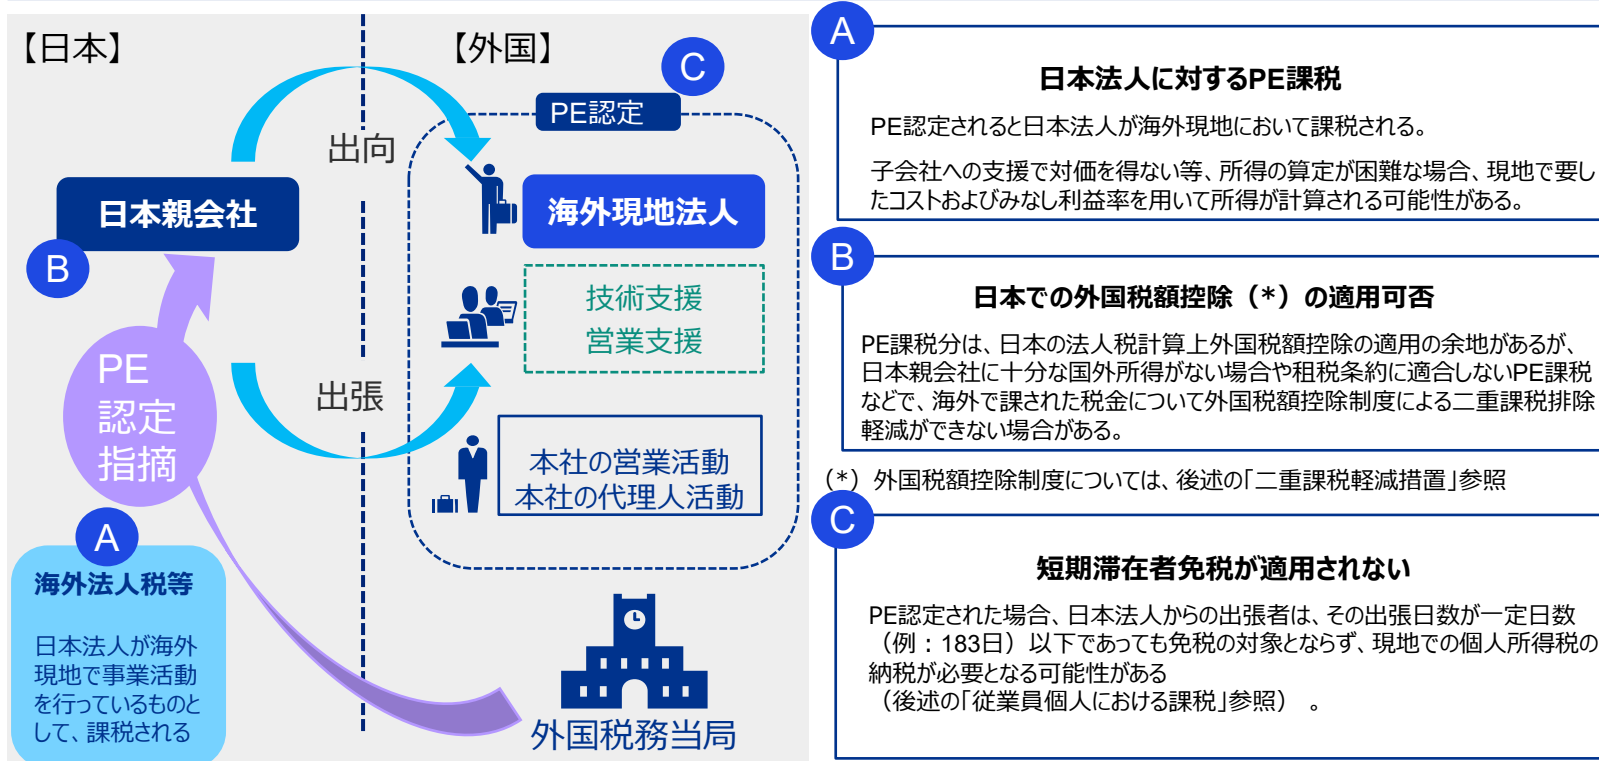 【日本】
【外国】
C
PE認定
出向
日本親会社
海外現地法人
B
技術支援
営業支援
PE
認定
指摘
出張
本社の営業活動
本社の代理人活動
A
海外法人税等
日本法人が海外
現地で事業活動
を行っているものと
して、課税される
外国税務当局
A
日本法人に対するPE課税
PE認定されると日本法人が海外現地において課税される。
子会社への支援で対価を得ない等、所得の算定が困難な場合、現地で要し
たコストおよびみなし利益率を用いて所得が計算される可能性がある。
B
日本での外国税額控除（*）の適用可否
PE課税分は、日本の法人税計算上外国税額控除の適用の余地があるが、
日本親会社に十分な国外所得がない場合や租税条約に適合しないPE課税
などで、海外で課された税金について外国税額控除制度による二重課税排除
軽減ができない場合がある。
（*）外国税額控除制度については、後述の「二重課税軽減措置」参照
C
短期滞在者免税が適用されない
PE認定された場合、日本法人からの出張者は、その出張日数が一定日数
（例：183日）以下であっても免税の対象とならず、現地での個人所得税の
納税が必要となる可能性がある
（後述の「従業員個人における課税」参照）。